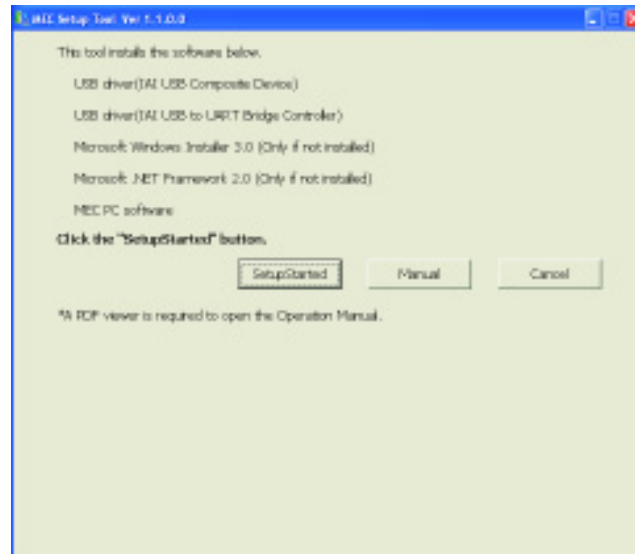 MEC Setup Tool Ver 1.1.0.0
This tool installs the software below.
USB driver(IAI USB Composite Device)
USB driver(IAI USB to UART Bridge Controller)
Microsoft Windows Installer 3.0 (Only if not installed)
Microsoft .NET Framework 2.0 (Only if not installed)
MEC PC software
Click the "SetupStarted" button.
SetupStarted Manual Cancel
*A PDF viewer is required to open the Operation Manual.